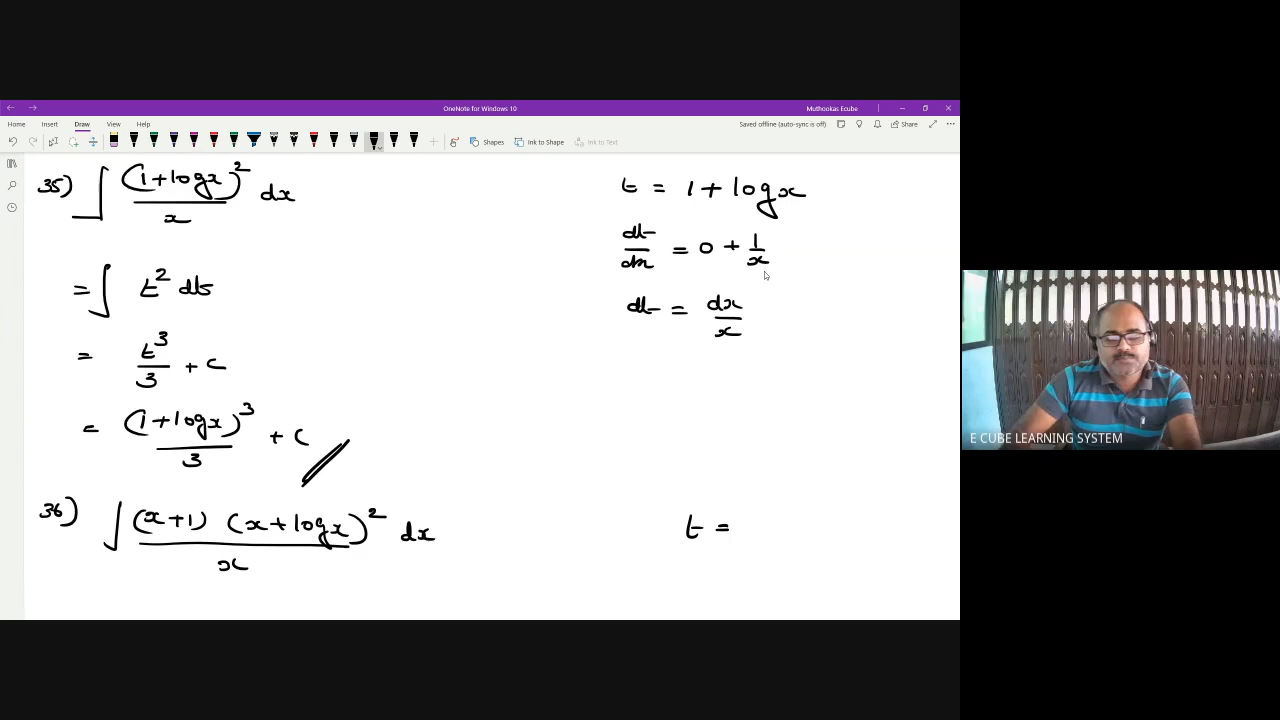 OneNote for Windows 10
Muthookas Ecube
Home Insert Draw View Help
Saved offline (auto-sync is off)
Share
Shapes
Ink to Shape
Ink to Text
35) ∫ (1+logx)²/x dx
= ∫ t² dt
= t³/3 + c
= (1+logx)³/3 + c
t = 1+logx
dt/dx = 0 + 1/x
dt = dx/x
36) ∫ (x+1) (x+logx)²/x dx
t =
E CUBE LEARNING SYSTEM